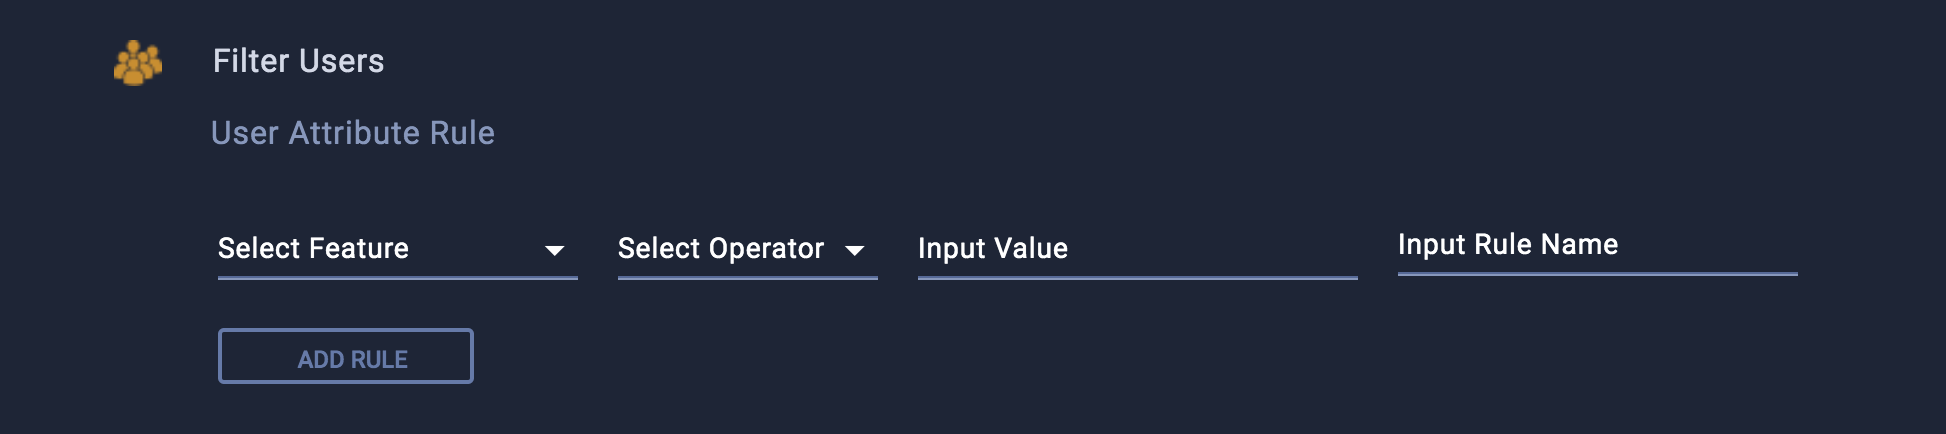 Filter Users
User Attribute Rule
Select Feature
Select Operator
Input Value
Input Rule Name
ADD RULE